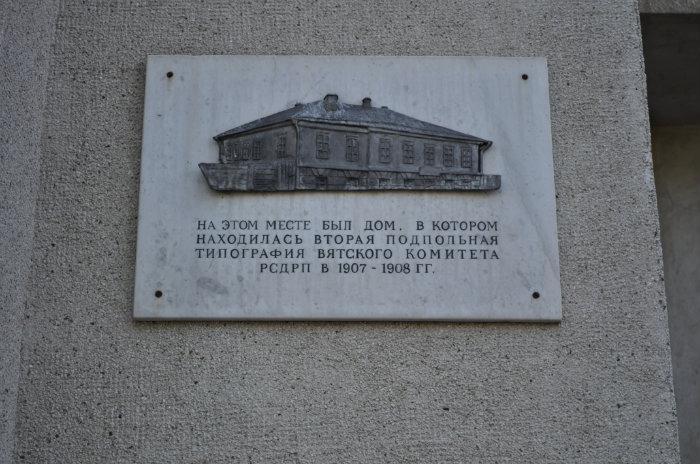 НА ЭТОМ МЕСТЕ БЫЛ ДОМ, В КОТОРОМ
НАХОДИЛАСЬ ВТОРАЯ ПОДПОЛЬНАЯ
ТИПОГРАФИЯ ВЯТСКОГО КОМИТЕТА
РСДРП В 1907 - 1908 ГГ.